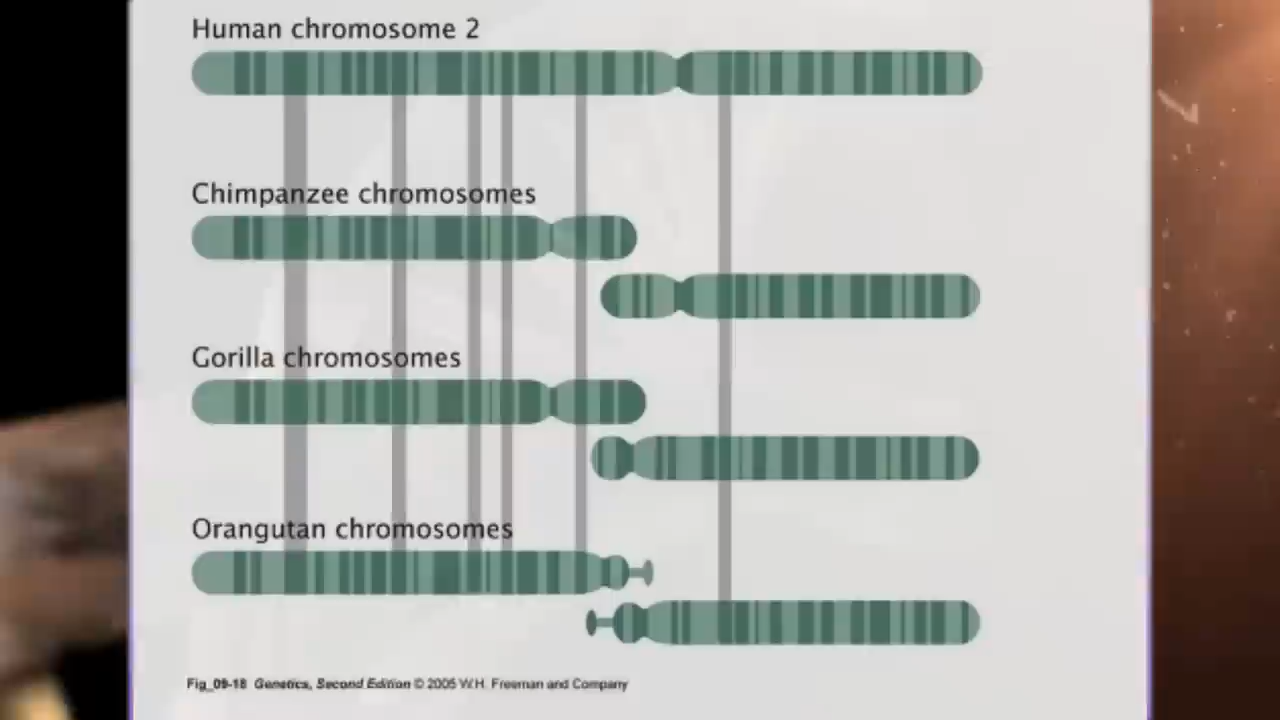 Human chromosome 2
Chimpanzee chromosomes
Gorilla chromosomes
Orangutan chromosomes
Fig_09-18 Genetics, Second Edition © 2005 W.H. Freeman and Company